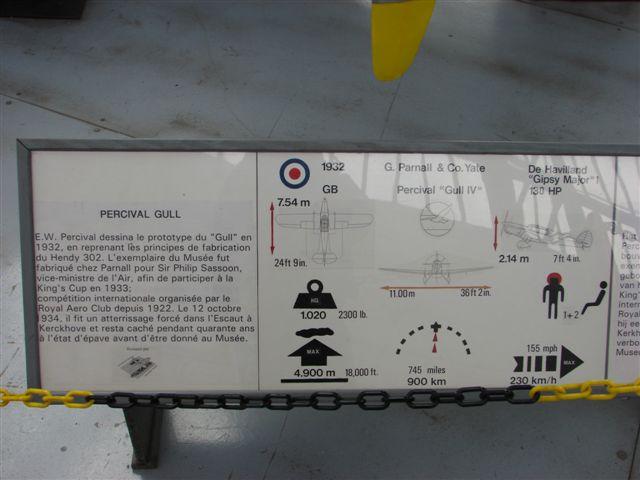 PERCIVAL GULL
E.W. Percival dessina le prototype du "Gull" en
1932, en reprenant les principes de fabrication
du Hendy 302. L'exemplaire du Musée fut
fabriqué chez Parnall pour Sir Philip Sassoon,
vice-ministre de l'Air, afin de participer à la
King's Cup en 1933;
compétition internationale organisée par le
Royal Aero Club depuis 1922. Le 12 octobre
1934, il fit un atterrissage forcé dans l'Escaut à
Kerckhove et resta caché pendant quarante ans
à l'état d'épave avant d'être donné au Musée.
1932
GB
G. Parnall & Co. Yale
Percival "Gull IV"
De Havilland
"Gipsy Major" I
130 HP
7.54 m
24 ft 9 in.
11.00 m
36 ft 2 in.
2.14 m
7 ft 4 in.
KG
1.020
2300 lb.
1+2
MAX
4.900 m
18,000 ft.
745 miles
900 km
155 mph
MAX
230 km/h